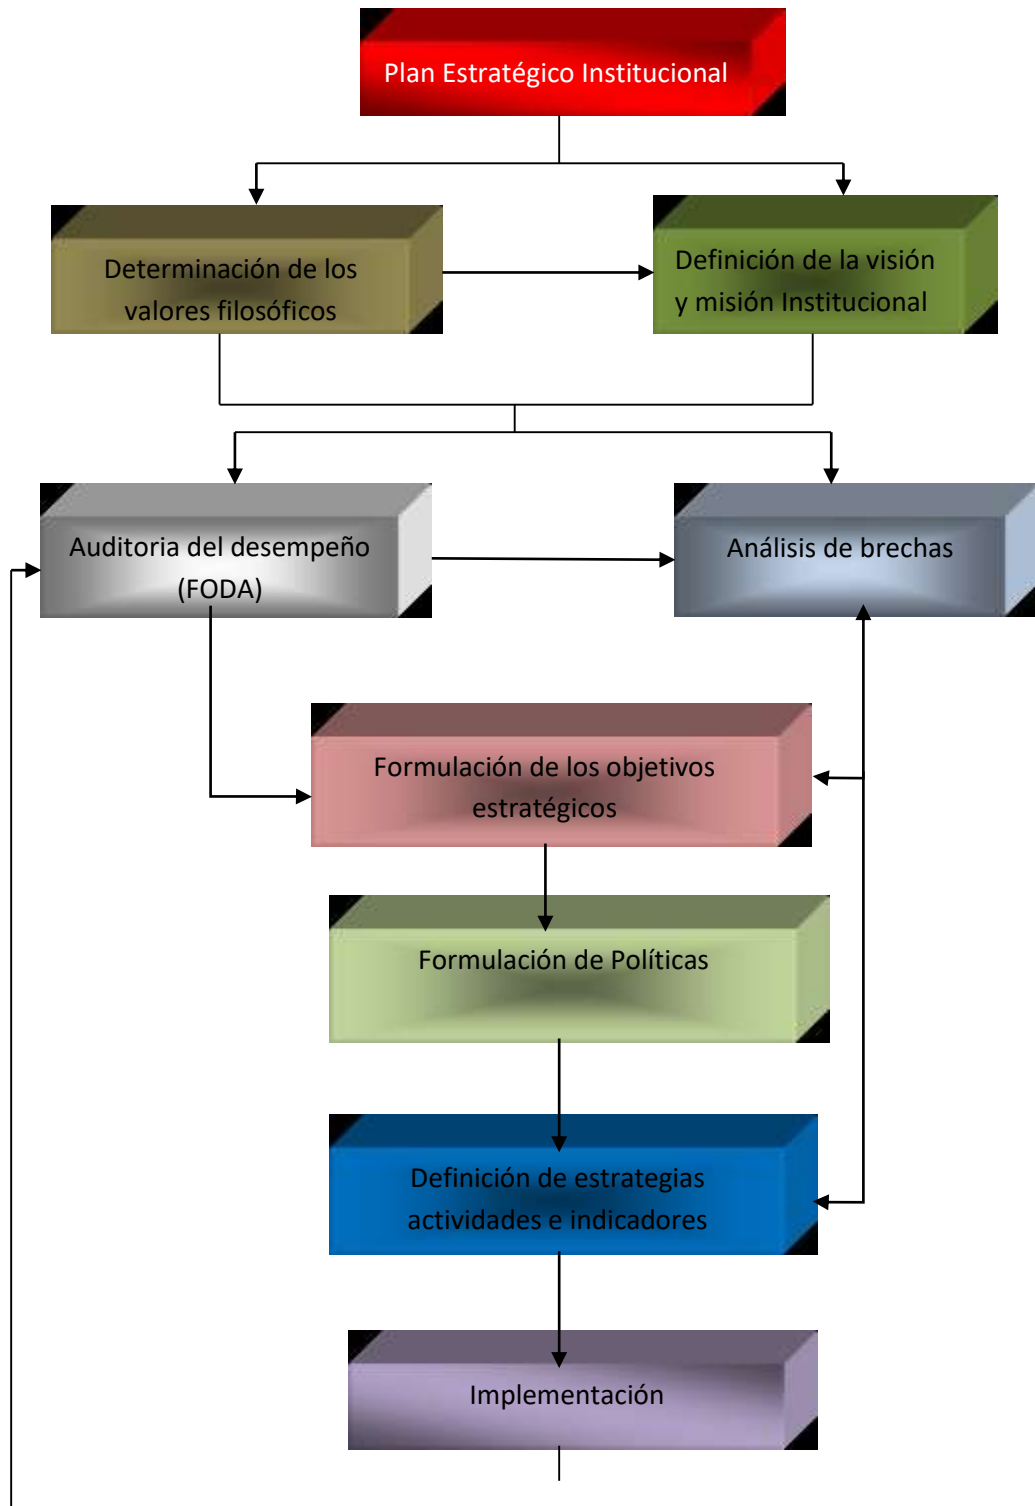 Plan Estratégico Institucional
Determinación de los
valores filosóficos
Definición de la visión
y misión Institucional
Auditoria del desempeño
(FODA)
Análisis de brechas
Formulación de los objetivos
estratégicos
Formulación de Políticas
Definición de estrategias
actividades e indicadores
Implementación